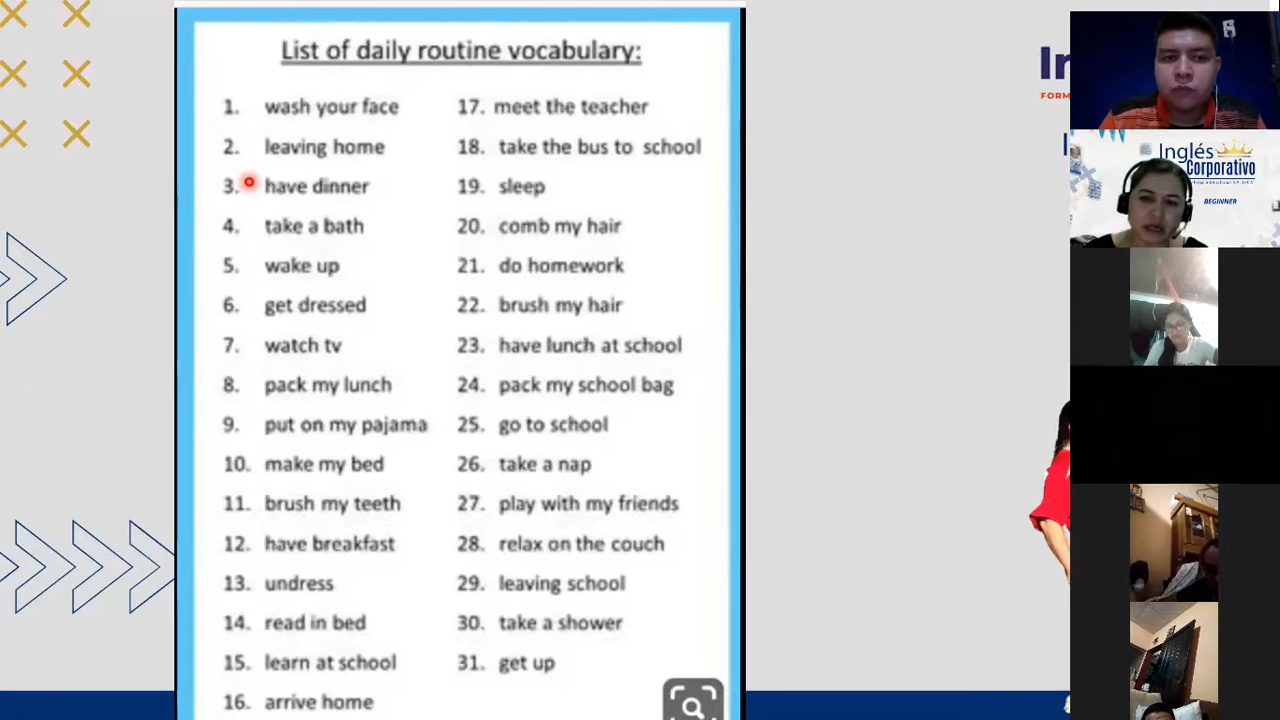 List of daily routine vocabulary:
1. wash your face
2. leaving home
3. have dinner
4. take a bath
5. wake up
6. get dressed
7. watch tv
8. pack my lunch
9. put on my pajama
10. make my bed
11. brush my teeth
12. have breakfast
13. undress
14. read in bed
15. learn at school
16. arrive home
17. meet the teacher
18. take the bus to school
19. sleep
20. comb my hair
21. do homework
22. brush my hair
23. have lunch at school
24. pack my school bag
25. go to school
26. take a nap
27. play with my friends
28. relax on the couch
29. leaving school
30. take a shower
31. get up
In
FORM
Inglés
Corporativo
BEGINNER